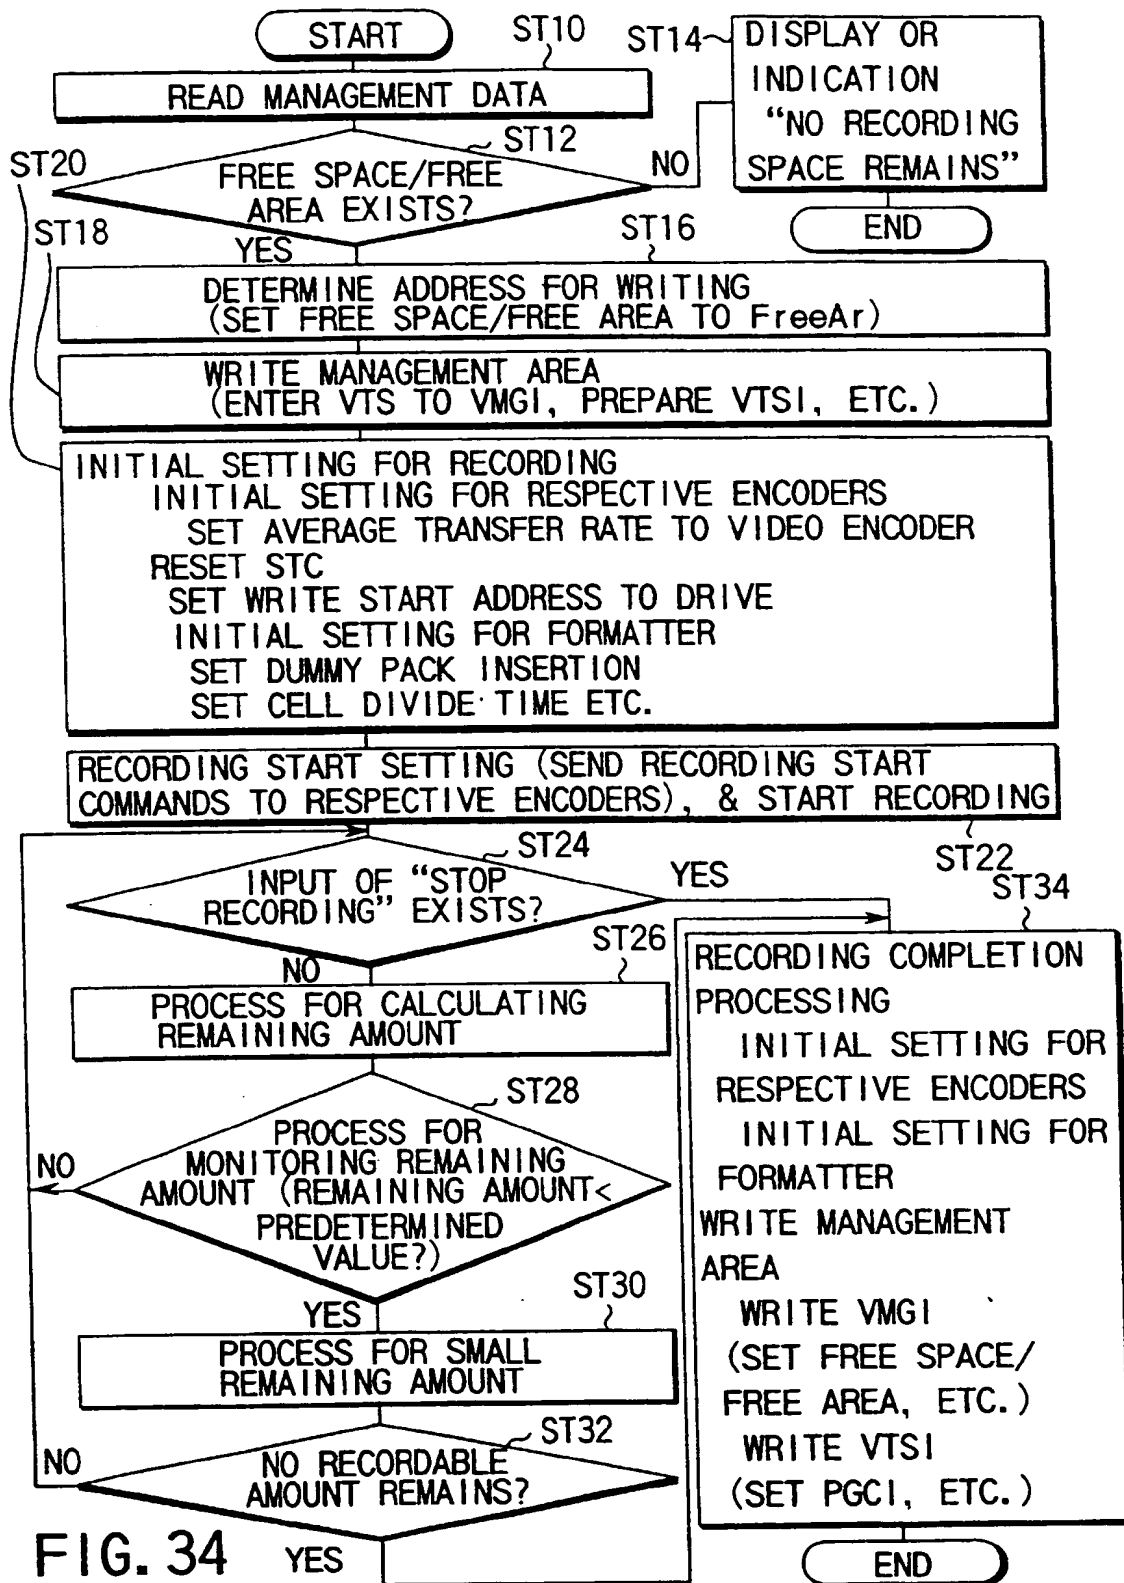 START
ST10
READ MANAGEMENT DATA
ST12
FREE SPACE/FREE
AREA EXISTS?
NO
ST14
DISPLAY OR
INDICATION
“NO RECORDING
SPACE REMAINS”
END
YES
ST16
DETERMINE ADDRESS FOR WRITING
(SET FREE SPACE/FREE AREA TO FreeAr)
ST18
WRITE MANAGEMENT AREA
(ENTER VTS TO VMGI, PREPARE VTSI, ETC.)
ST20
INITIAL SETTING FOR RECORDING
INITIAL SETTING FOR RESPECTIVE ENCODERS
SET AVERAGE TRANSFER RATE TO VIDEO ENCODER
RESET STC
SET WRITE START ADDRESS TO DRIVE
INITIAL SETTING FOR FORMATTER
SET DUMMY PACK INSERTION
SET CELL DIVIDE TIME ETC.
RECORDING START SETTING (SEND RECORDING START
COMMANDS TO RESPECTIVE ENCODERS), & START RECORDING
ST22
ST24
INPUT OF “STOP
RECORDING” EXISTS?
YES
NO
ST26
PROCESS FOR CALCULATING
REMAINING AMOUNT
ST28
PROCESS FOR
MONITORING REMAINING
AMOUNT (REMAINING AMOUNT<
PREDETERMINED
VALUE?)
NO
YES
ST30
PROCESS FOR SMALL
REMAINING AMOUNT
ST32
NO RECORDABLE
AMOUNT REMAINS?
NO
YES
ST34
RECORDING COMPLETION
PROCESSING
INITIAL SETTING FOR
RESPECTIVE ENCODERS
INITIAL SETTING FOR
FORMATTER
WRITE MANAGEMENT
AREA
WRITE VMGI
(SET FREE SPACE/
FREE AREA, ETC.)
WRITE VTSI
(SET PGCI, ETC.)
END
FIG. 34